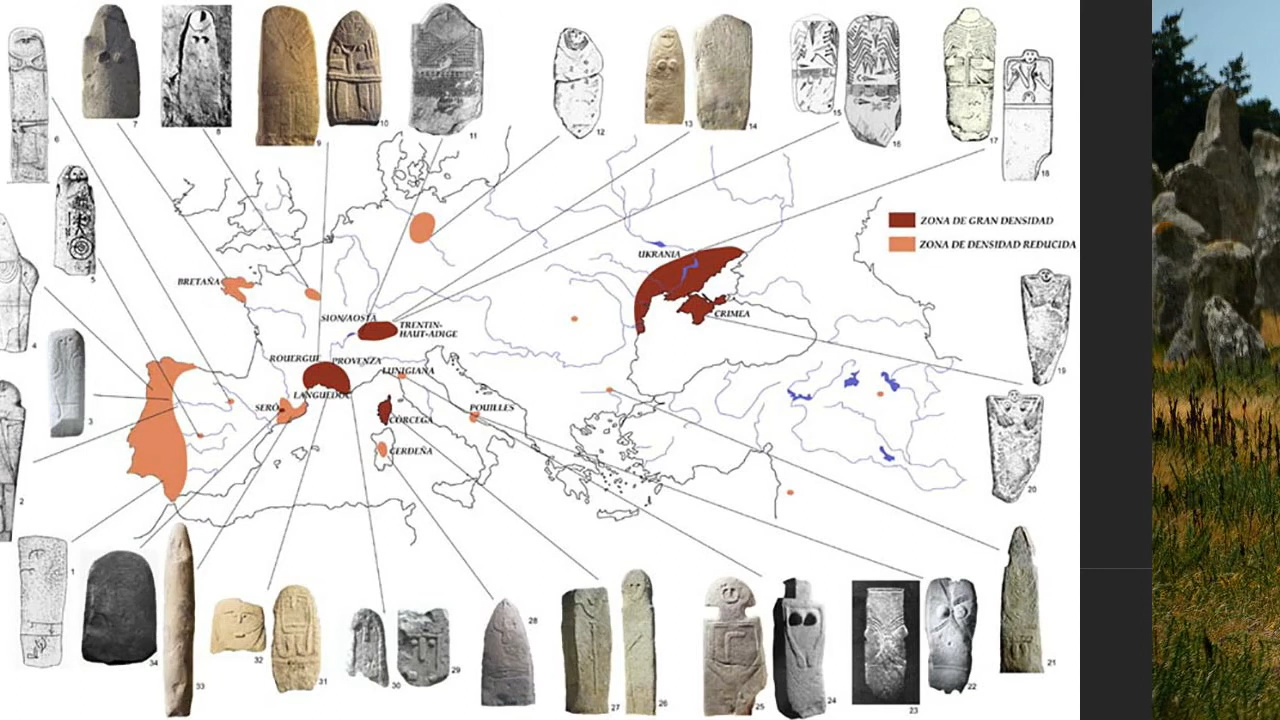 6
7
8
9
10
11
12
13
14
15
16
17
18
5
4
3
2
1
ZONA DE GRAN DENSIDAD
ZONA DE DENSIDAD REDUCIDA
UKRANIA
CRIMEA
BRETAÑA
SION/AOSTA
TRENTIN-
HAUT-ADIGE
ROUERGUE
PROVENZA
LUNIGIANA
LANGUEDOC
SERÓ
CÓRCEGA
POUILLES
CERDEÑA
19
20
21
22
23
24
25
26
27
28
29
30
31
32
33
34